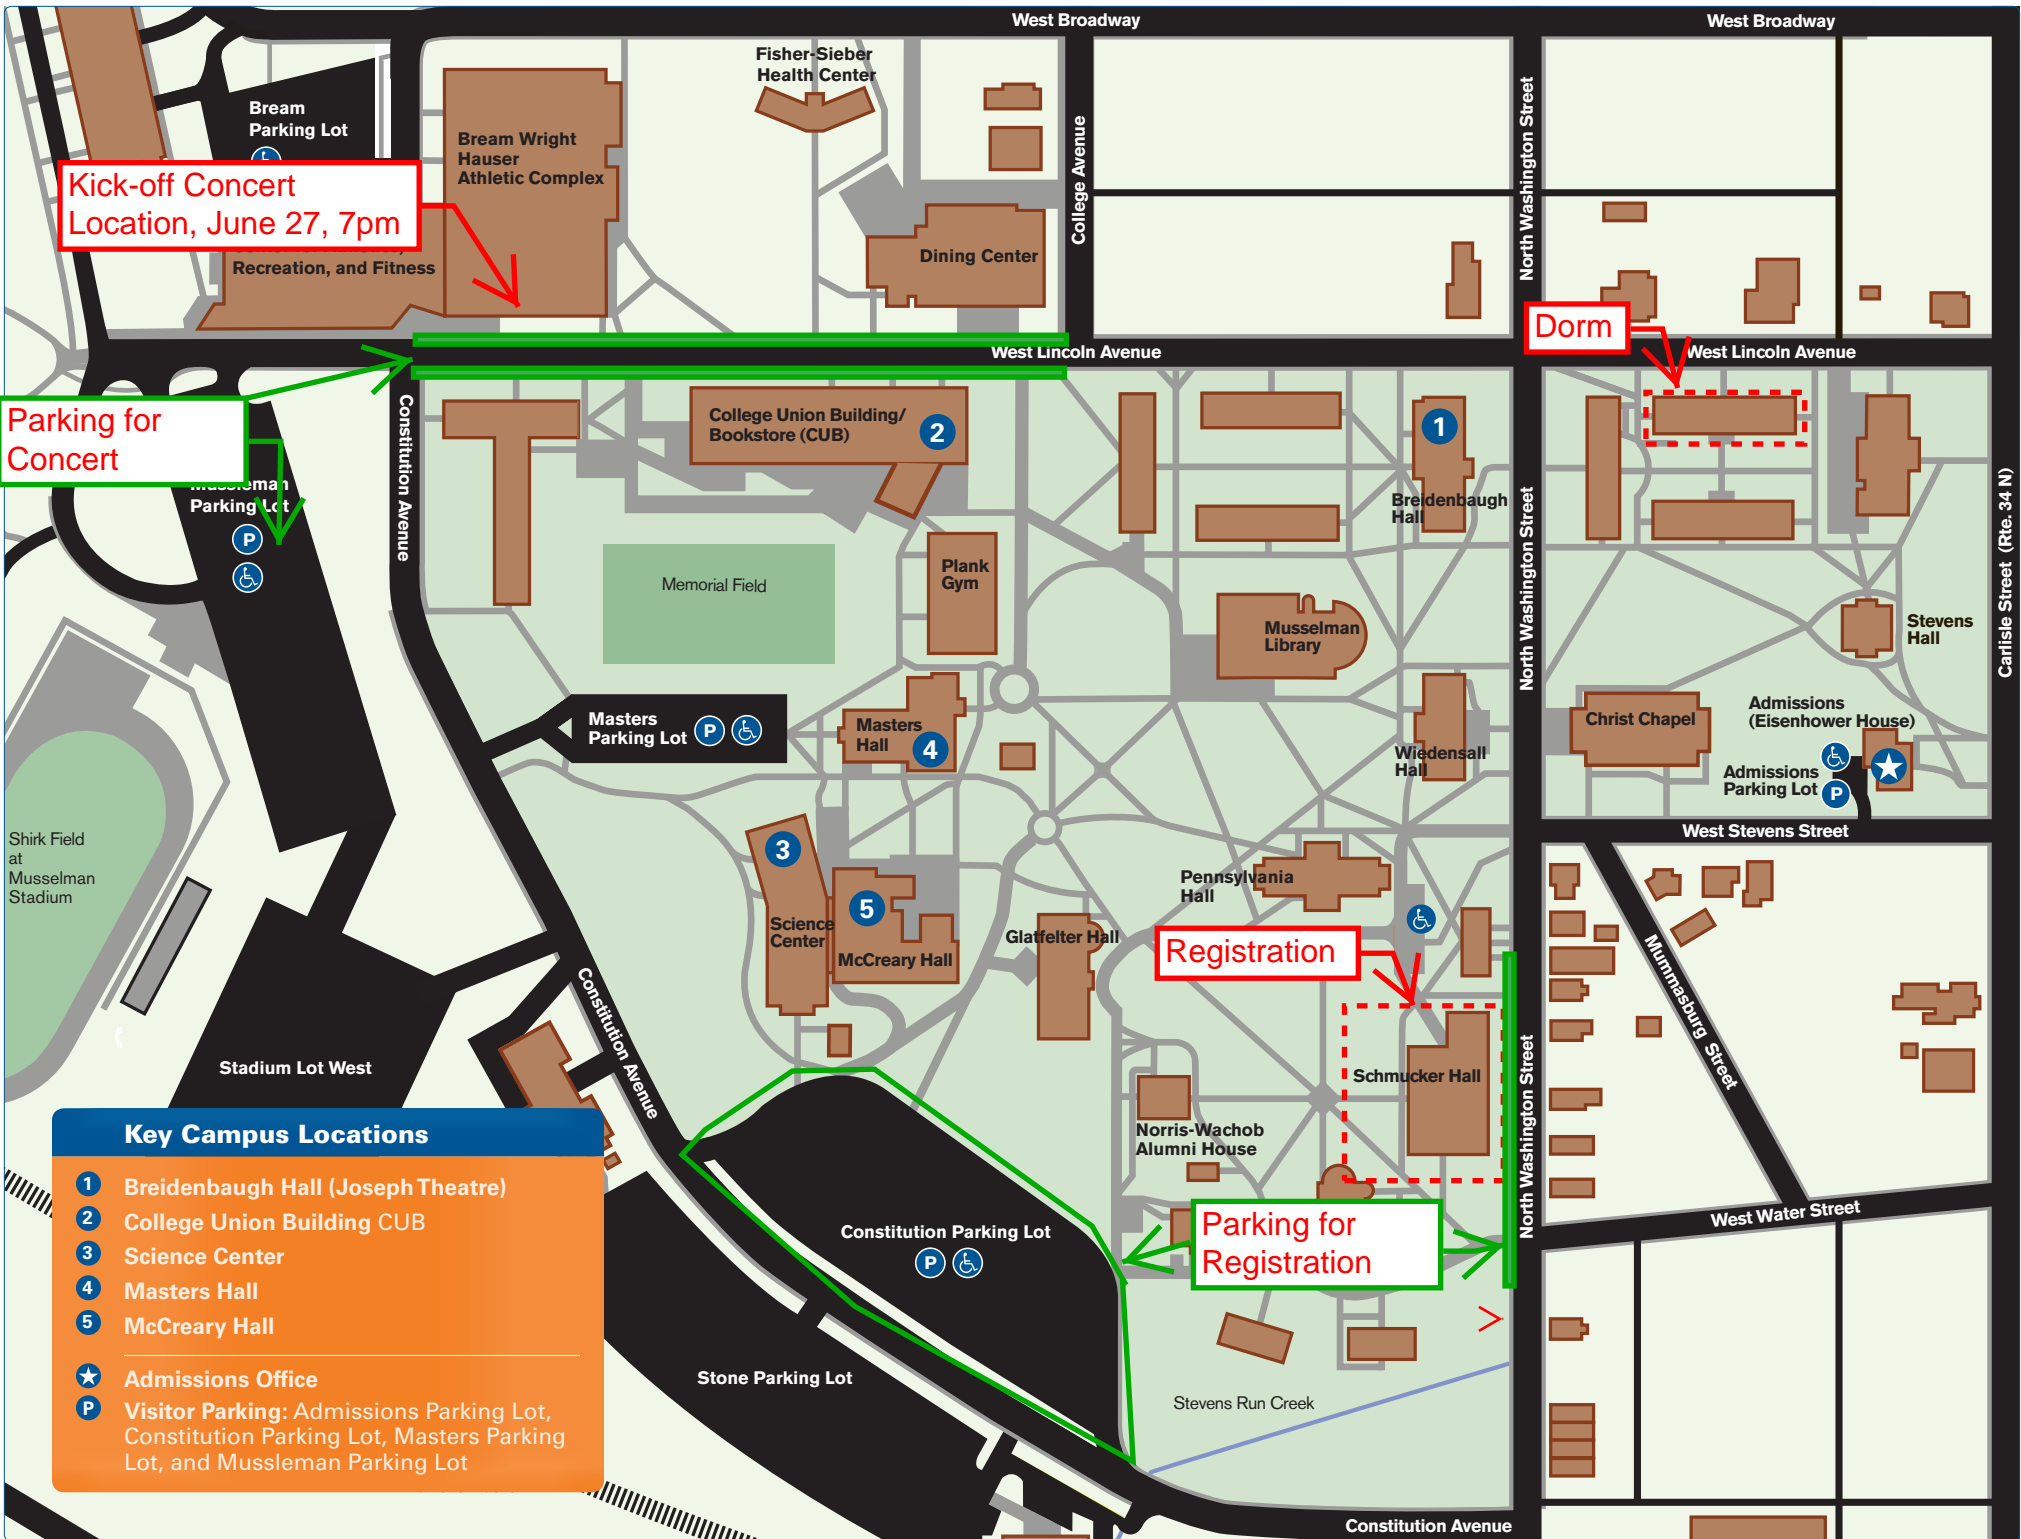 West Broadway
West Broadway
Fisher-Sieber
Health Center
Bream
Parking Lot
Bream Wright
Hauser
Athletic Complex
College Avenue
North Washington Street
Kick-off Concert
Location, June 27, 7pm
Recreation, and Fitness
Dining Center
Dorm
West Lincoln Avenue
West Lincoln Avenue
Parking for
Concert
Mussleman
Parking Lot
P
Constitution Avenue
College Union Building/
Bookstore (CUB)
2
1
Breidenbaugh
Hall
North Washington Street
Carlisle Street (Rte. 34 N)
Memorial Field
Plank
Gym
Musselman
Library
Stevens
Hall
Masters
Parking Lot
P
Masters
Hall
4
Wiedensall
Hall
Christ Chapel
Admissions
(Eisenhower House)
Admissions
Parking Lot
P
West Stevens Street
Shirk Field
at
Musselman
Stadium
3
Science
Center
5
McCreary Hall
Glatfelter Hall
Pennsylvania
Hall
Registration
Mummasburg Street
Constitution Avenue
Stadium Lot West
Schmucker Hall
North Washington Street
Norris-Wachob
Alumni House
Parking for
Registration
West Water Street
Constitution Parking Lot
P
Stone Parking Lot
Stevens Run Creek
Constitution Avenue
Key Campus Locations
1 Breidenbaugh Hall (Joseph Theatre)
2 College Union Building CUB
3 Science Center
4 Masters Hall
5 McCreary Hall
Admissions Office
P Visitor Parking: Admissions Parking Lot,
Constitution Parking Lot, Masters Parking
Lot, and Mussleman Parking Lot